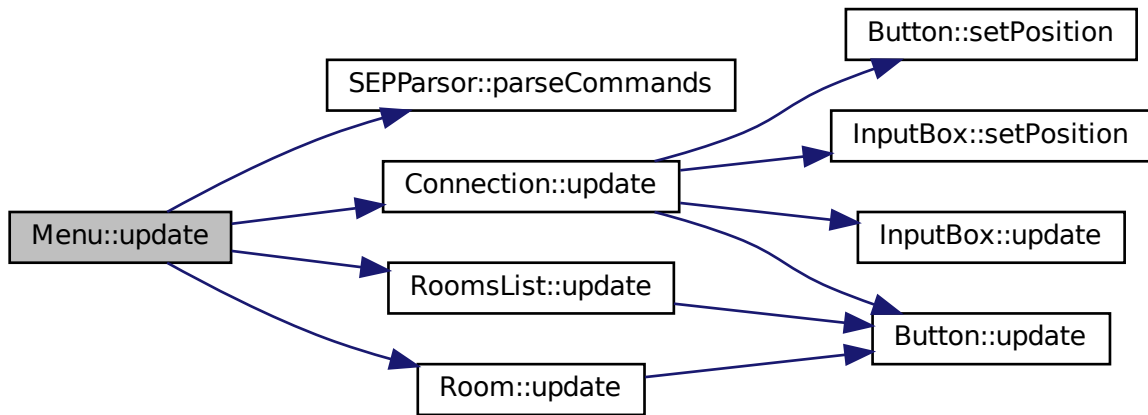 Menu::update
SEPParsor::parseCommands
Connection::update
RoomsList::update
Room::update
Button::setPosition
InputBox::setPosition
InputBox::update
Button::update